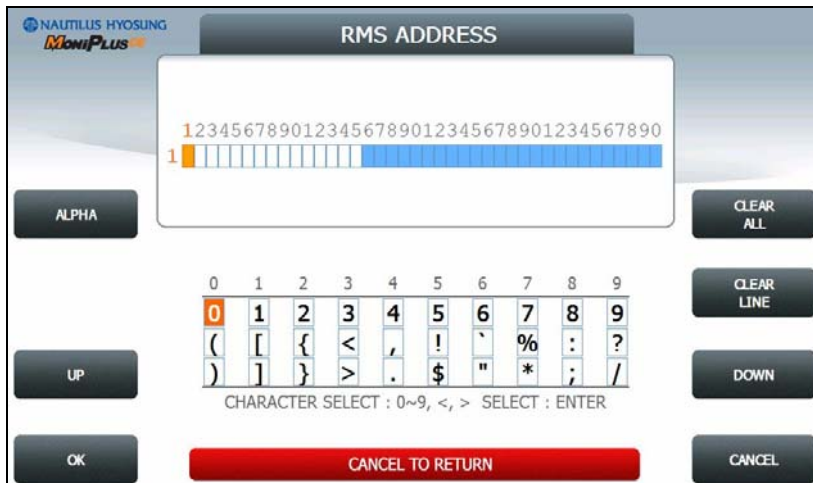 NAUTILUS HYOSUNG
MoniPlus CE
RMS ADDRESS
1234567890123456789012345678901234567890
1
ALPHA
CLEAR
ALL
0 1 2 3 4 5 6 7 8 9
0 1 2 3 4 5 6 7 8 9
( [ { < , ! ` % : ?
) ] } > . $ " * ; /
CLEAR
LINE
UP
DOWN
CHARACTER SELECT : 0~9, <, > SELECT : ENTER
OK
CANCEL TO RETURN
CANCEL